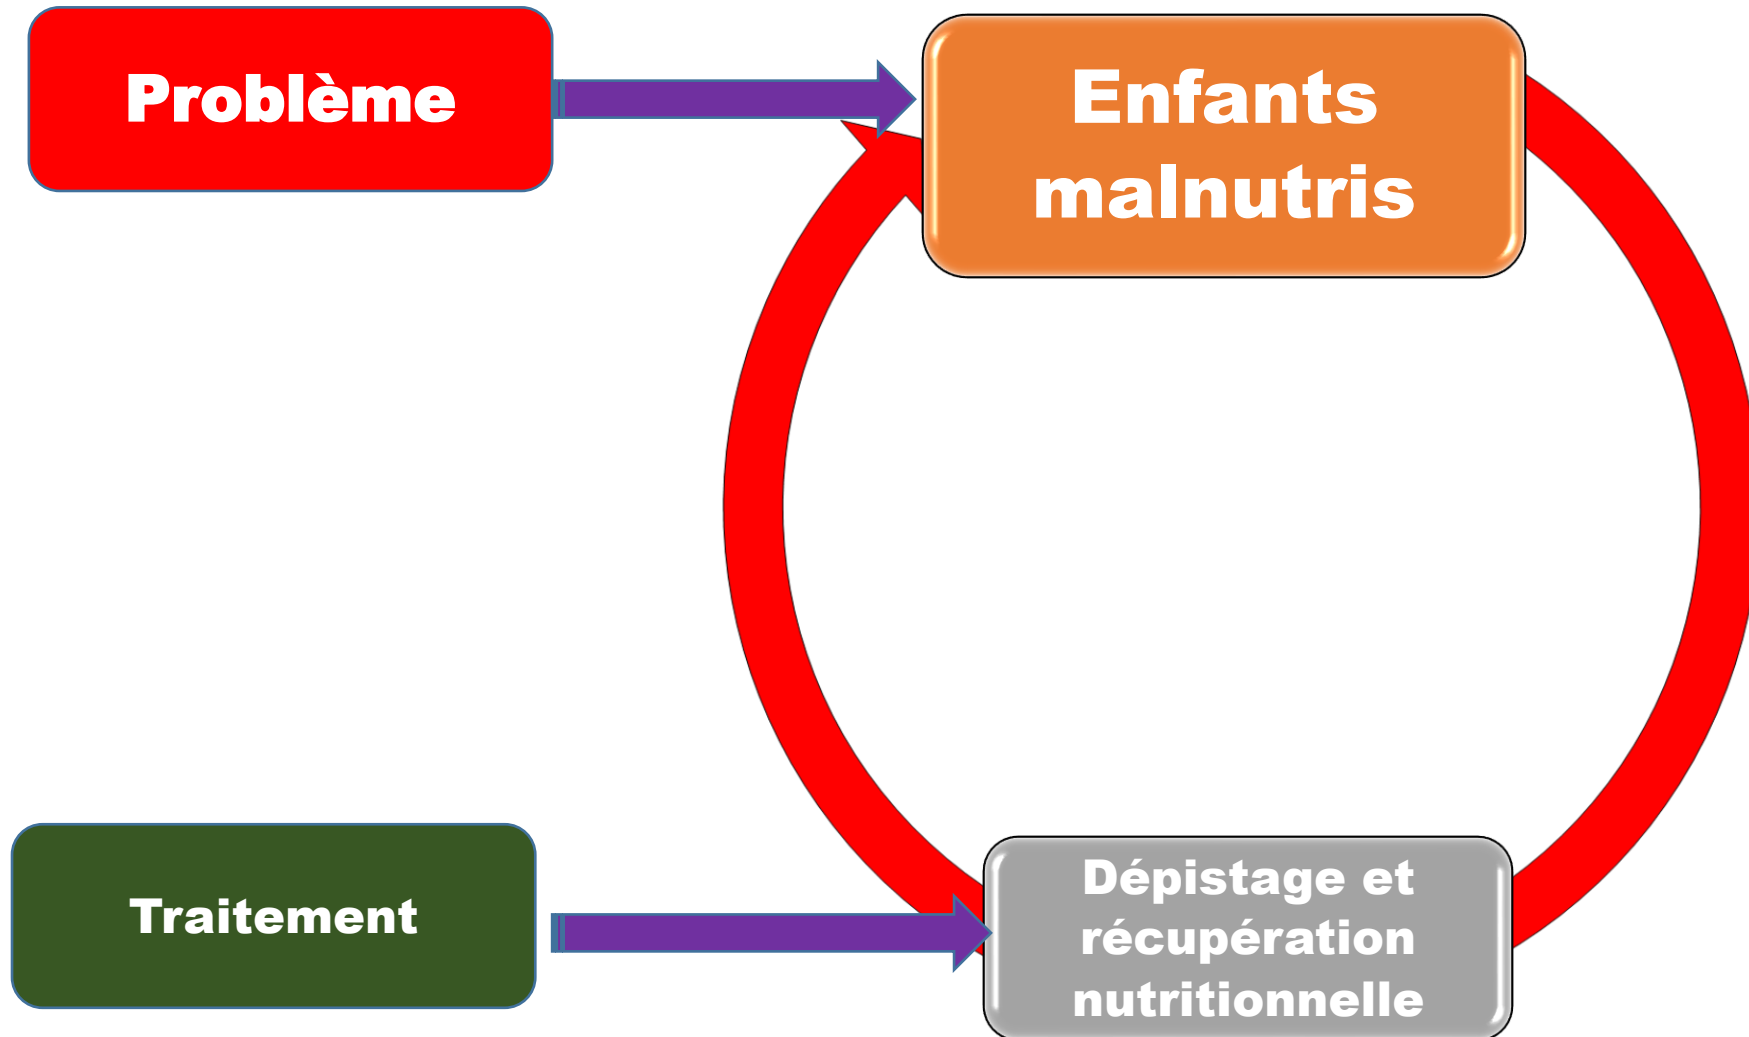 Problème
Enfants
malnutris
Traitement
Dépistage et
récupération
nutritionnelle